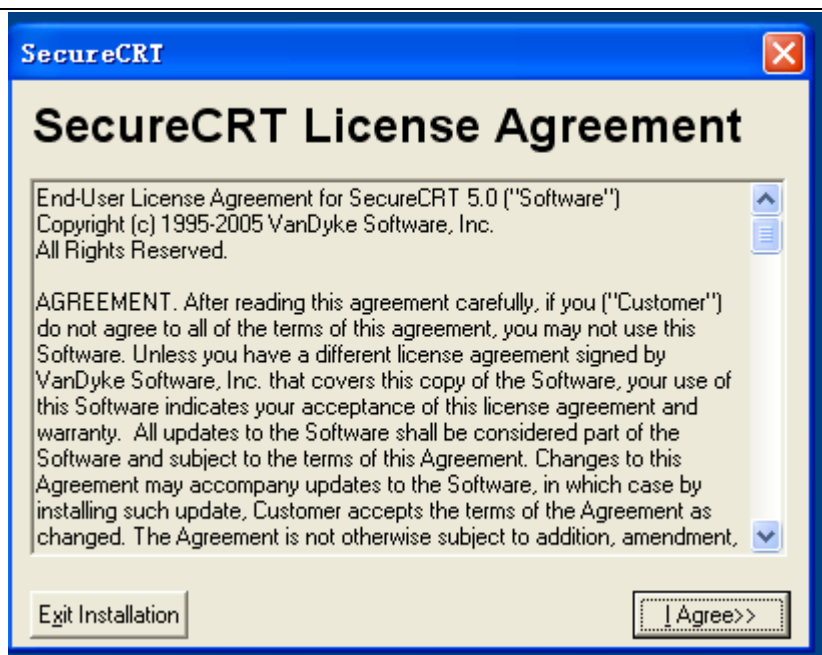 SecureCRT
SecureCRT License Agreement
End-User License Agreement for SecureCRT 5.0 ("Software")
Copyright (c) 1995-2005 VanDyke Software, Inc.
All Rights Reserved.
AGREEMENT. After reading this agreement carefully, if you ("Customer")
do not agree to all of the terms of this agreement, you may not use this
Software. Unless you have a different license agreement signed by
VanDyke Software, Inc. that covers this copy of the Software, your use of
this Software indicates your acceptance of this license agreement and
warranty.  All updates to the Software shall be considered part of the
Software and subject to the terms of this Agreement. Changes to this
Agreement may accompany updates to the Software, in which case by
installing such update, Customer accepts the terms of the Agreement as
changed. The Agreement is not otherwise subject to addition, amendment,
Exit Installation
I Agree>>